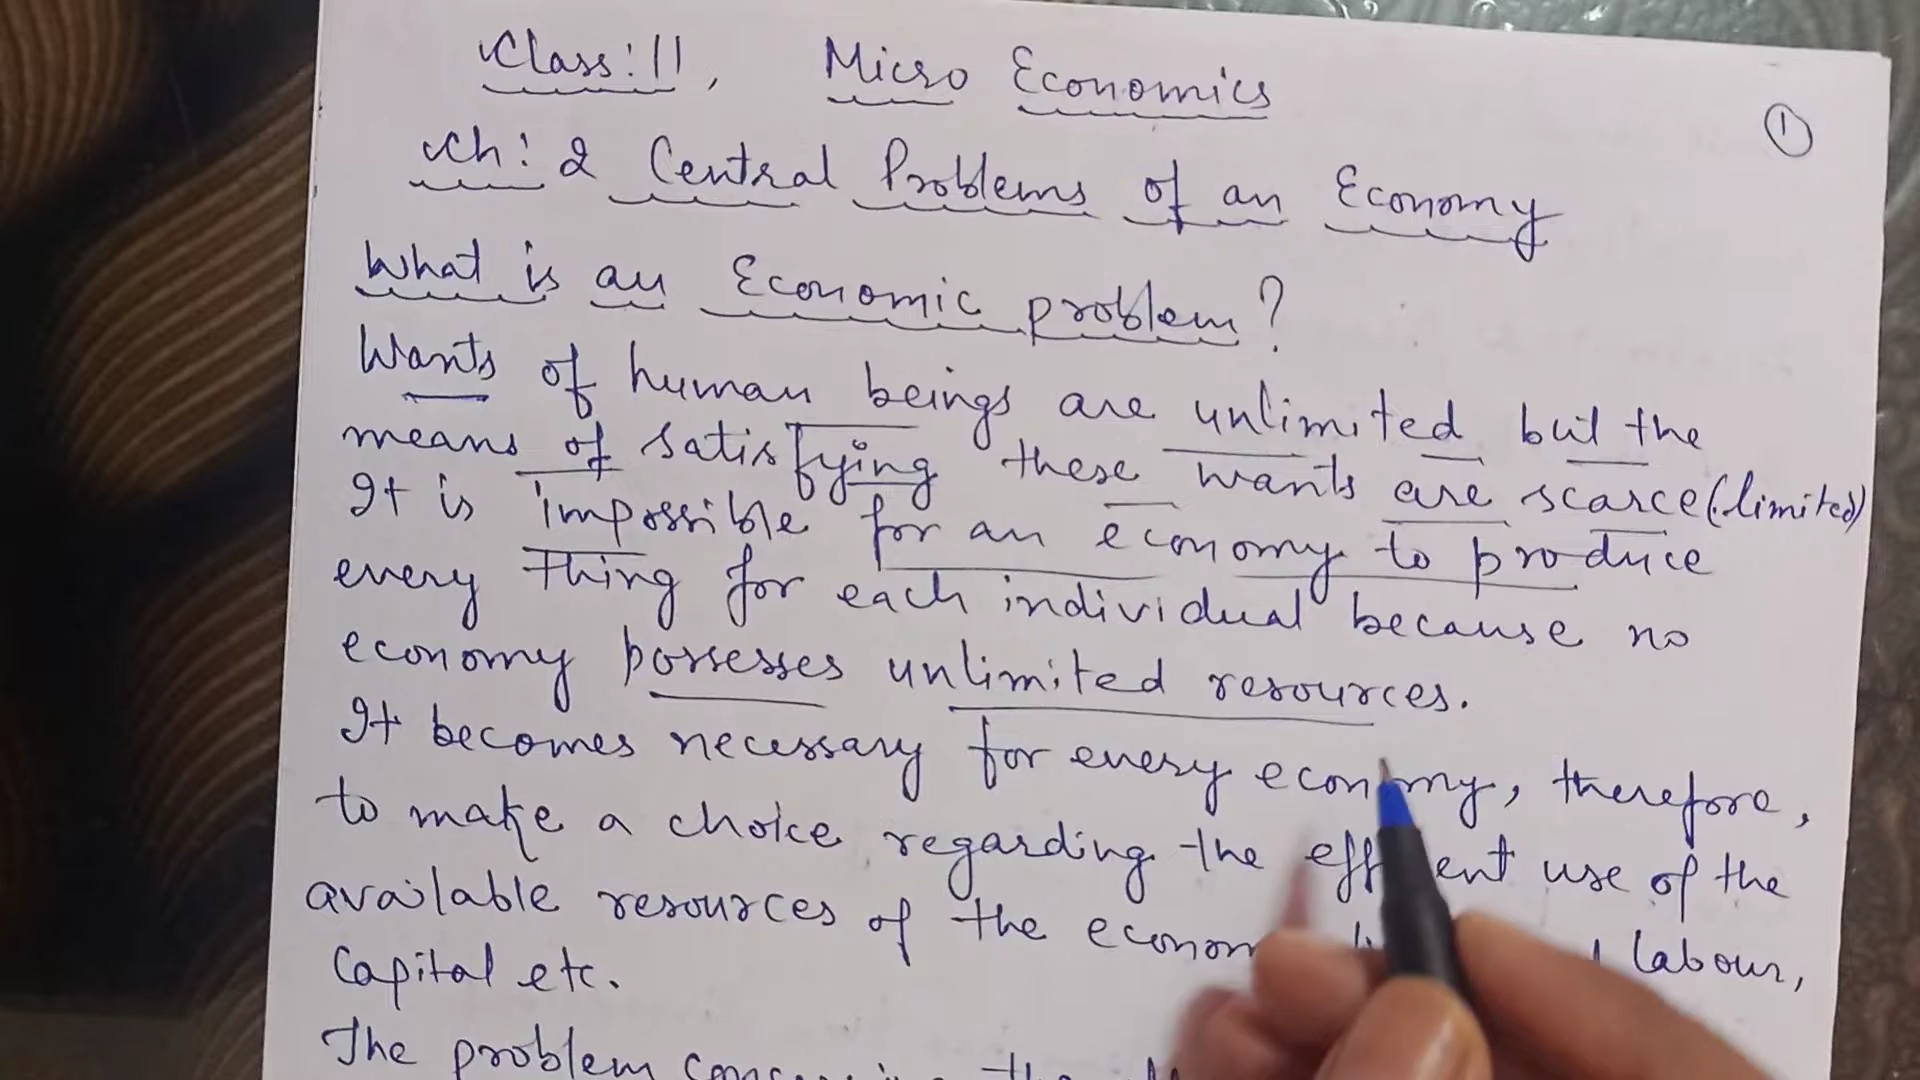 Class: 11, Micro Economics
1
Ch: 2 Central Problems of an Economy
What is an Economic problem?
Wants of human beings are unlimited but the
means of satisfying these wants are scarce (limited)
It is impossible for an economy to produce
every thing for each individual because no
economy possesses unlimited resources.
It becomes necessary for every economy, therefore,
to make a choice regarding the efficient use of the
available resources of the econom labour,
Capital etc.
The problem